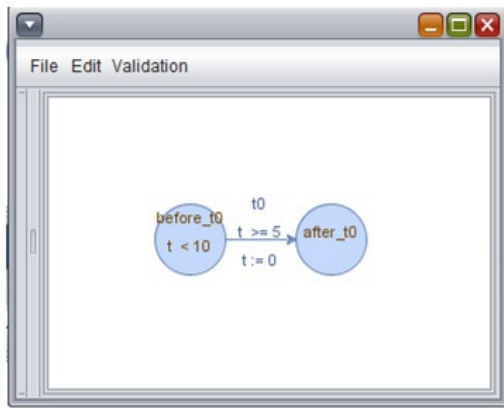 File Edit Validation
t0
before_t0
t >= 5
after_t0
t < 10
t := 0